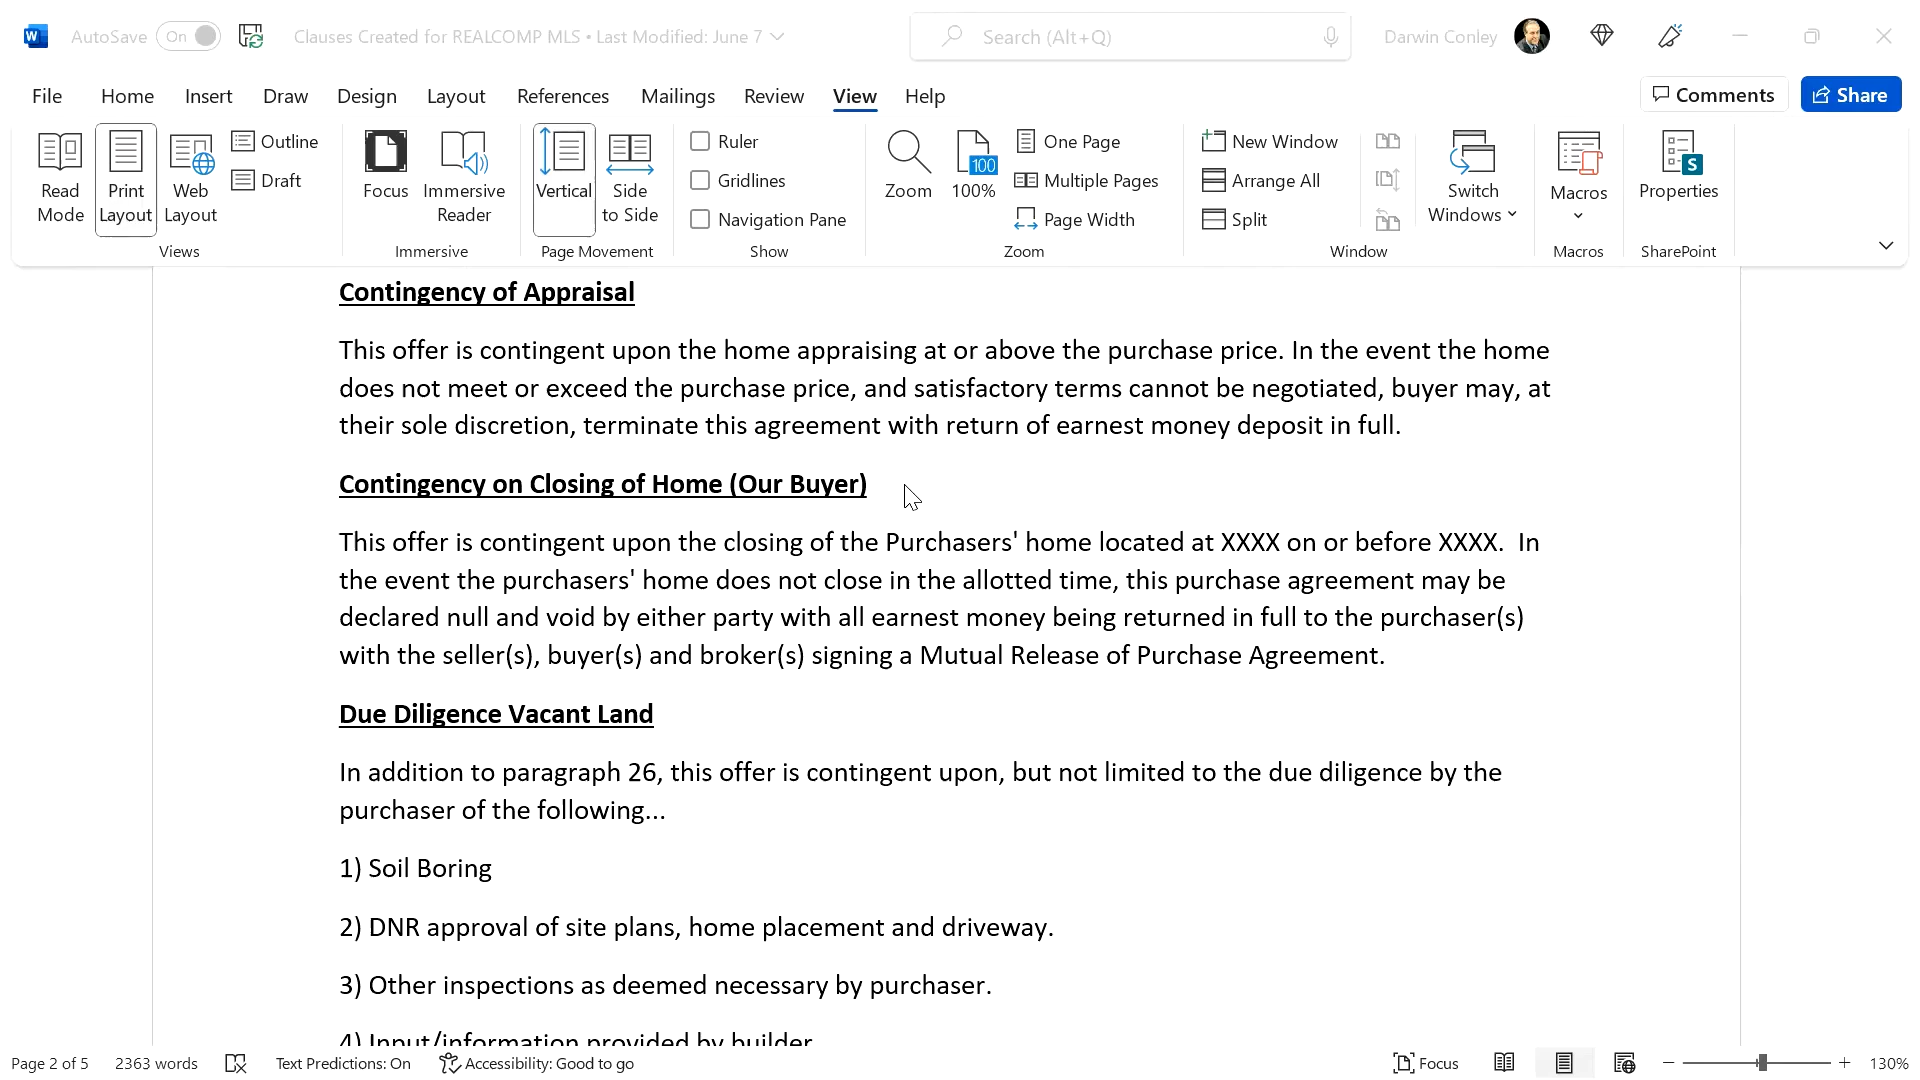 W AutoSave On Clauses Created for REALCOMP MLS • Last Modified: June 7 Search (Alt+Q) Darwin Conley
File Home Insert Draw Design Layout References Mailings Review View Help Comments Share
Read Mode
Print Layout
Web Layout
Outline
Draft
Views
Focus
Immersive Reader
Immersive
Vertical
Side to Side
Page Movement
Ruler
Gridlines
Navigation Pane
Show
Zoom
100
100%
One Page
Multiple Pages
Page Width
Zoom
New Window
Arrange All
Split
Switch Windows
Window
Macros
Macros
S
Properties
SharePoint
Contingency of Appraisal
This offer is contingent upon the home appraising at or above the purchase price. In the event the home
does not meet or exceed the purchase price, and satisfactory terms cannot be negotiated, buyer may, at
their sole discretion, terminate this agreement with return of earnest money deposit in full.
Contingency on Closing of Home (Our Buyer)
This offer is contingent upon the closing of the Purchasers' home located at XXXX on or before XXXX.  In
the event the purchasers' home does not close in the allotted time, this purchase agreement may be
declared null and void by either party with all earnest money being returned in full to the purchaser(s)
with the seller(s), buyer(s) and broker(s) signing a Mutual Release of Purchase Agreement.
Due Diligence Vacant Land
In addition to paragraph 26, this offer is contingent upon, but not limited to the due diligence by the
purchaser of the following...
1) Soil Boring
2) DNR approval of site plans, home placement and driveway.
3) Other inspections as deemed necessary by purchaser.
4) Input/information provided by builder
Page 2 of 5 2363 words Text Predictions: On Accessibility: Good to go Focus 130%